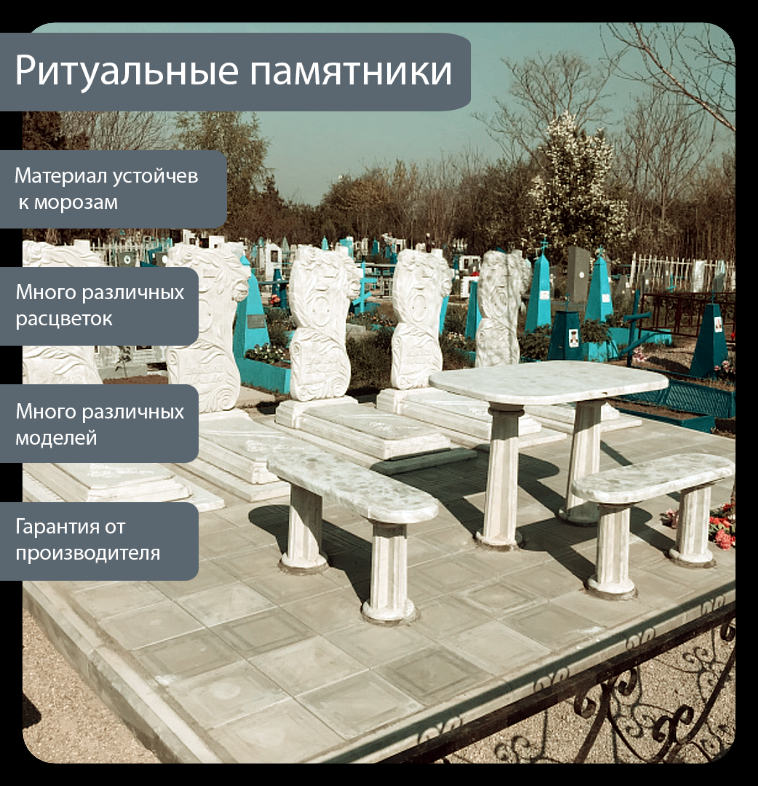 Ритуальные памятники
Материал устойчев
к морозам
Много различных
расцветок
Много различных
моделей
Гарантия от
производителя